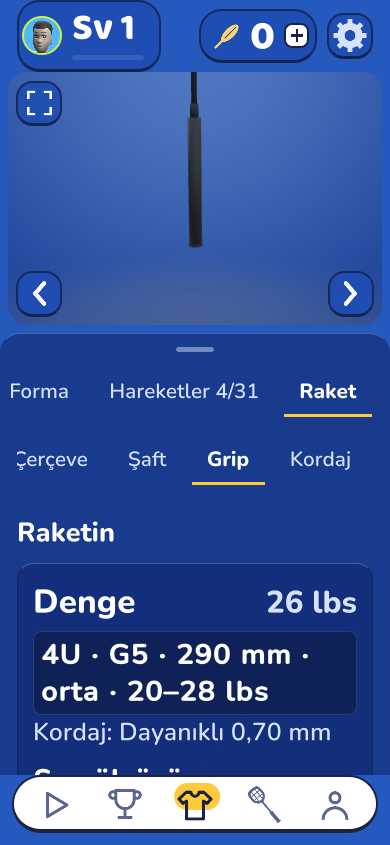 Sv 1
0
Forma
Hareketler 4/31
Raket
Çerçeve
Şaft
Grip
Kordaj
Raketin
Denge
26 lbs
4U · G5 · 290 mm ·
orta · 20–28 lbs
Kordaj: Dayanıklı 0,70 mm